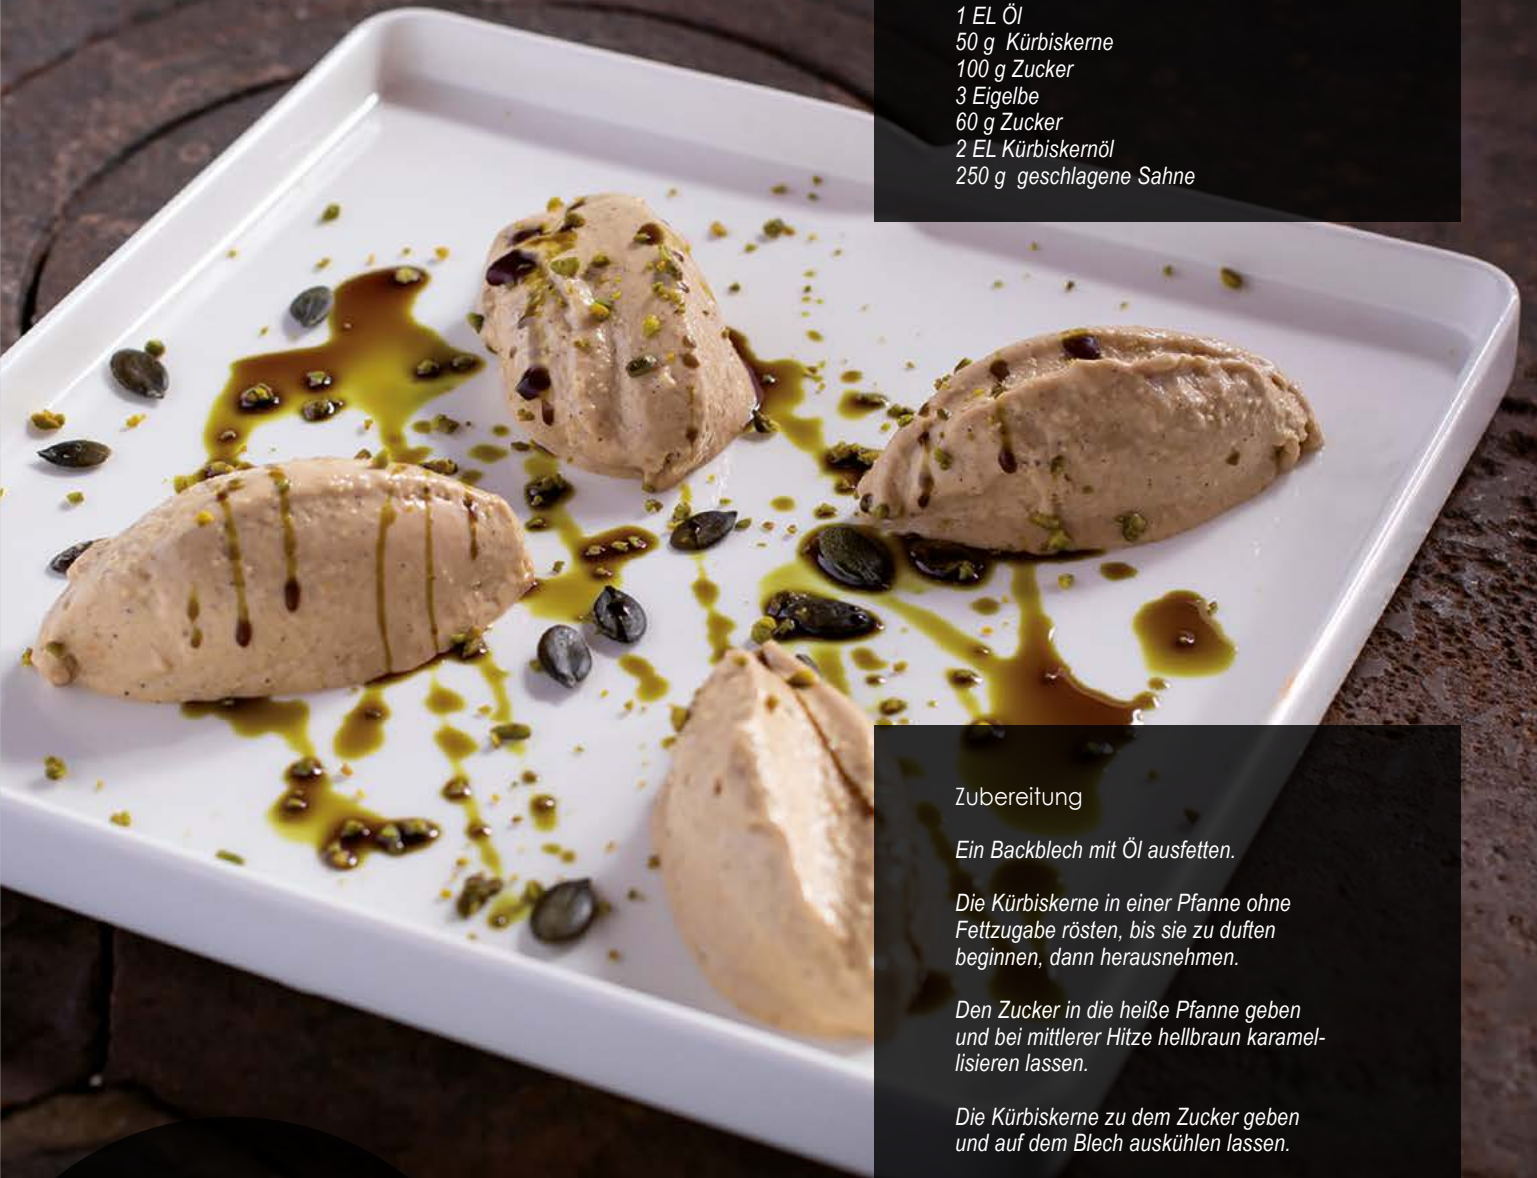 1 EL Öl
50 g Kürbiskerne
100 g Zucker
3 Eigelbe
60 g Zucker
2 EL Kürbiskernöl
250 g geschlagene Sahne
Zubereitung
Ein Backblech mit Öl ausfetten.
Die Kürbiskerne in einer Pfanne ohne
Fettzugabe rösten, bis sie zu duften
beginnen, dann herausnehmen.
Den Zucker in die heiße Pfanne geben
und bei mittlerer Hitze hellbraun karamel-
lisieren lassen.
Die Kürbiskerne zu dem Zucker geben
und auf dem Blech auskühlen lassen.